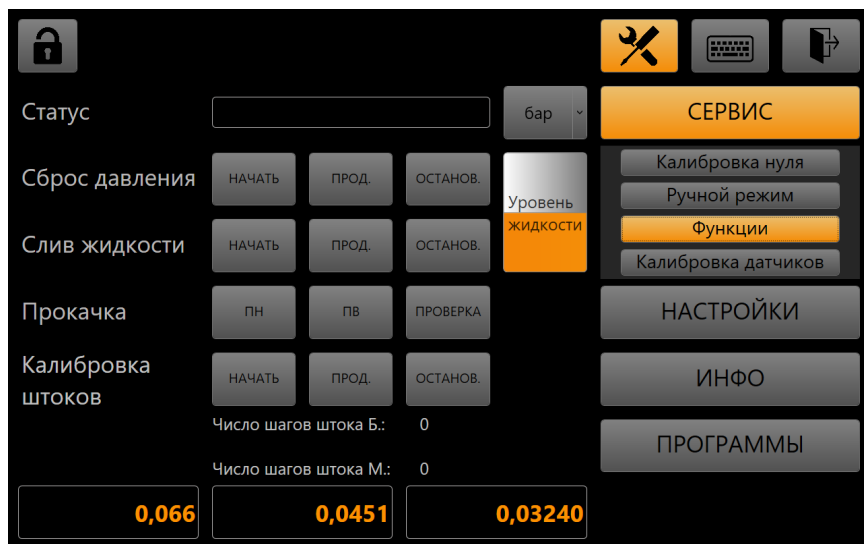 Статус
бар
СЕРВИС
Сброс давления
НАЧАТЬ
ПРОД.
ОСТАНОВ.
Уровень
жидкости
Калибровка нуля
Ручной режим
Функции
Калибровка датчиков
Слив жидкости
НАЧАТЬ
ПРОД.
ОСТАНОВ.
Прокачка
ПН
ПВ
ПРОВЕРКА
НАСТРОЙКИ
Калибровка
штоков
НАЧАТЬ
ПРОД.
ОСТАНОВ.
ИНФО
Число шагов штока Б.: 0
Число шагов штока М.: 0
ПРОГРАММЫ
0,066
0,0451
0,03240